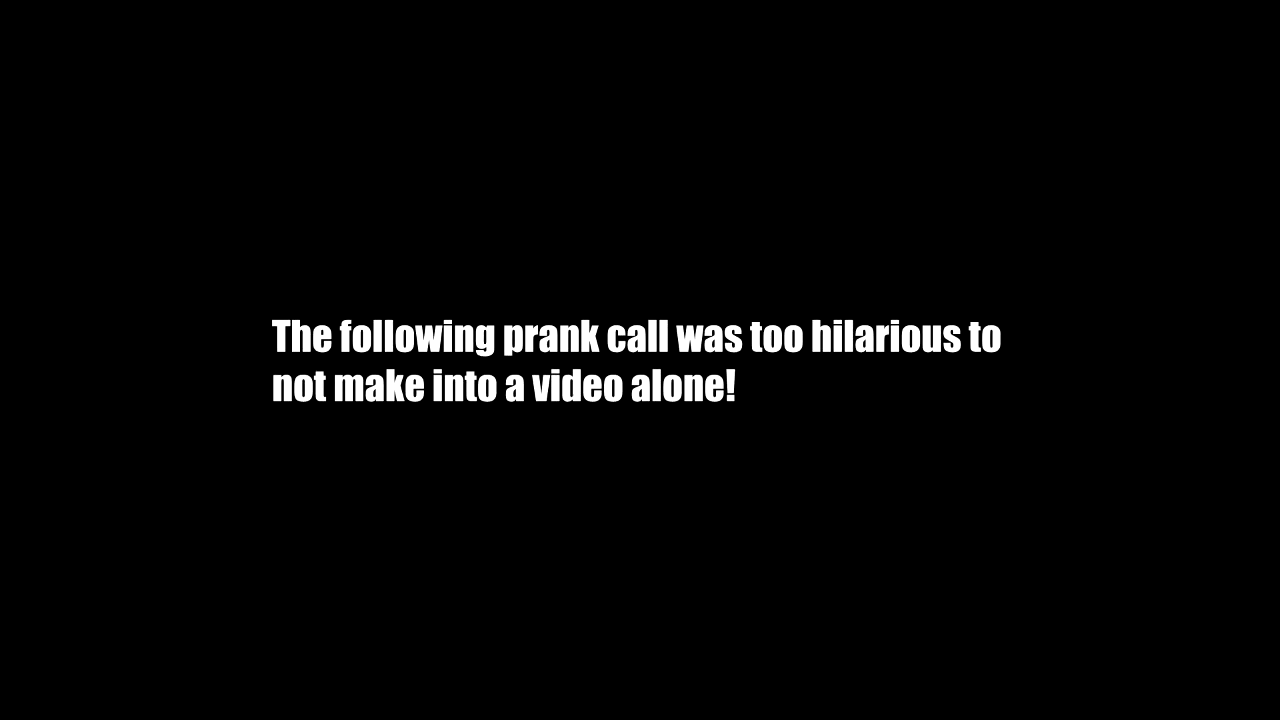 The following prank call was too hilarious to
not make into a video alone!